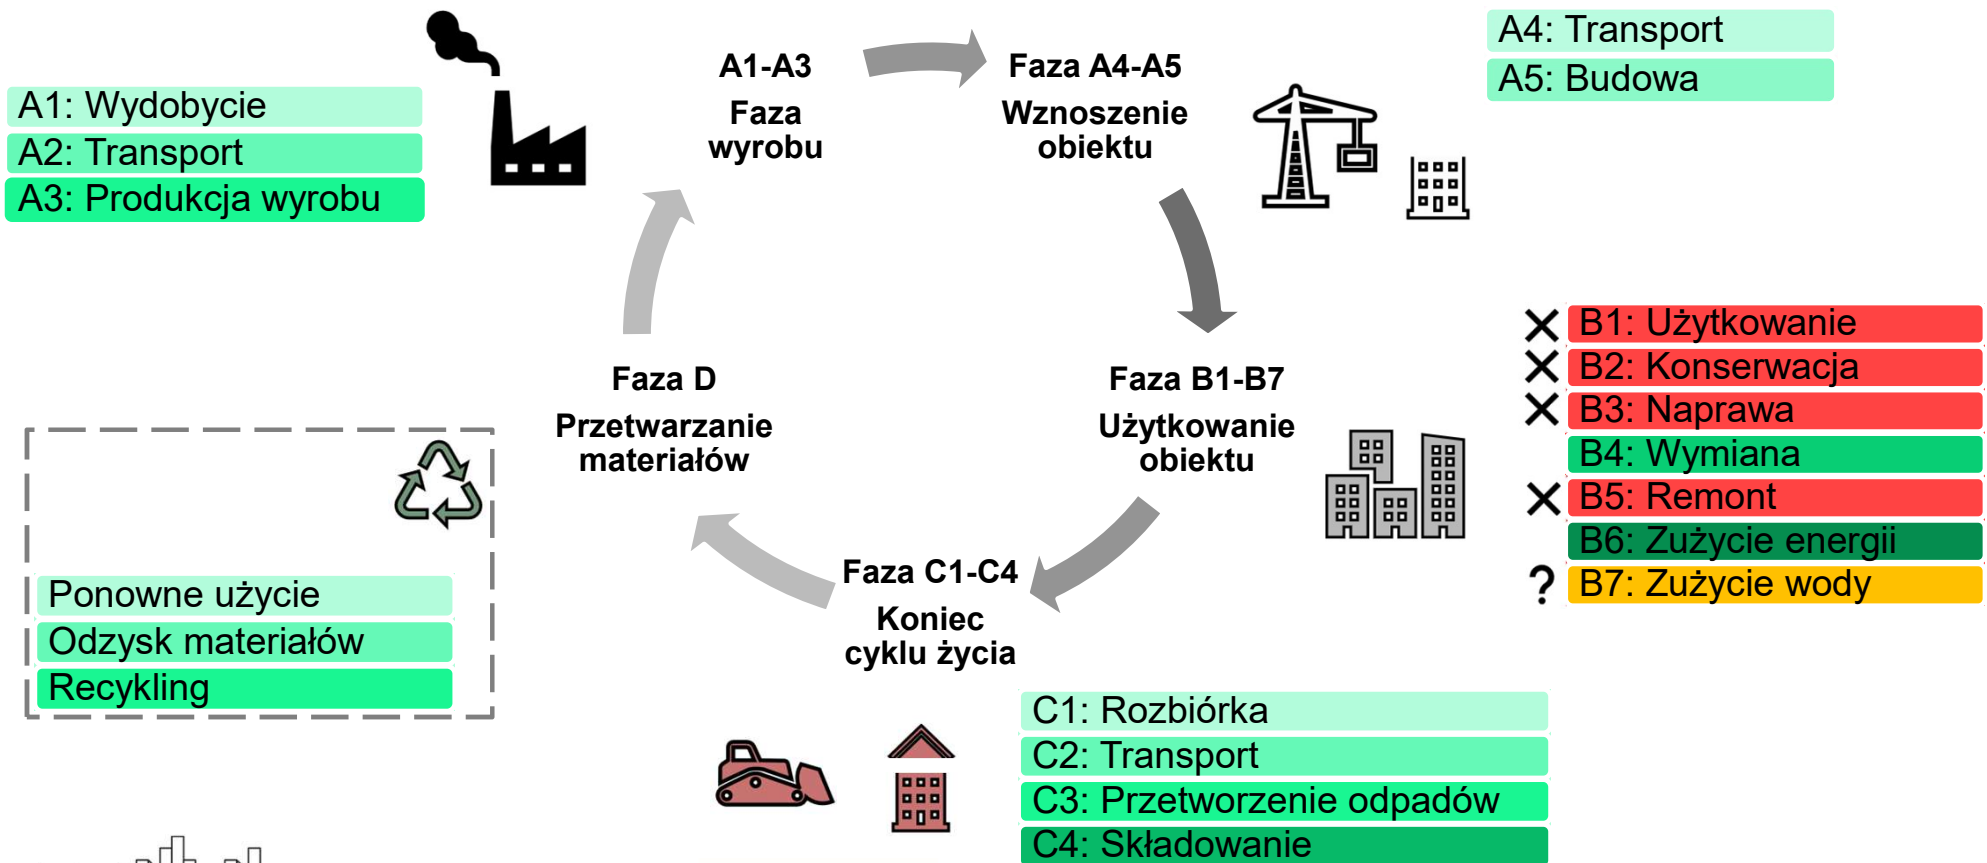 A1: Wydobycie
A2: Transport
A3: Produkcja wyrobu
A1-A3
Faza
wyrobu
Faza A4-A5
Wznoszenie
obiektu
A4: Transport
A5: Budowa
Faza B1-B7
Użytkowanie
obiektu
B1: Użytkowanie
B2: Konserwacja
B3: Naprawa
B4: Wymiana
B5: Remont
B6: Zużycie energii
? B7: Zużycie wody
Faza C1-C4
Koniec
cyklu życia
C1: Rozbiórka
C2: Transport
C3: Przetworzenie odpadów
C4: Składowanie
Faza D
Przetwarzanie
materiałów
Ponowne użycie
Odzysk materiałów
Recykling